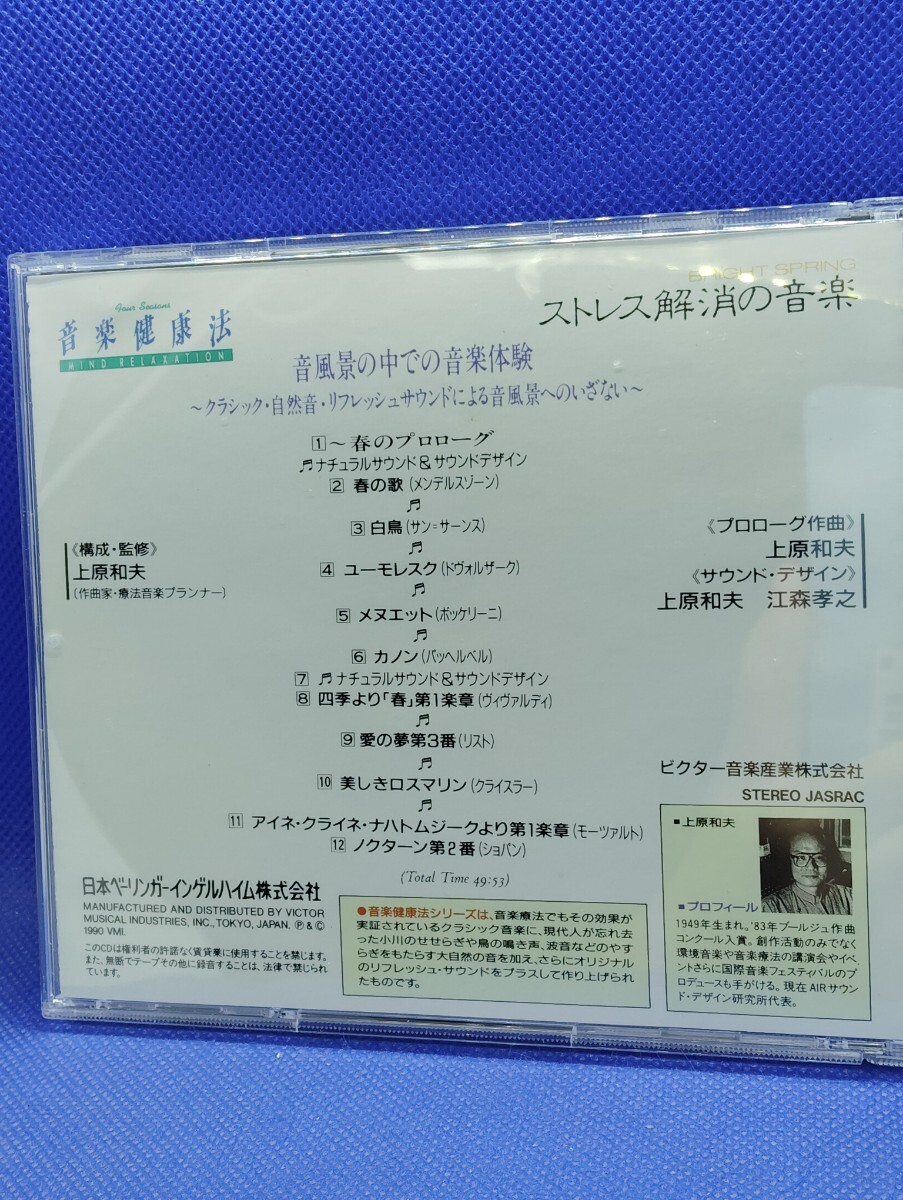 Four Seasons
音楽健康法
MIND RELAXATION
BRIGHT SPRING
ストレス解消の音楽
音風景の中での音楽体験
～クラシック・自然音・リフレッシュサウンドによる音風景へのいざない～
1～春のプロローグ
♬ナチュラルサウンド&サウンドデザイン
2 春の歌(メンデルスゾーン)
♬
3 白鳥(サン=サーンス)
♬
4 ユーモレスク(ドヴォルザーク)
♬
5 メヌエット(ボッケリーニ)
♬
6 カノン(パッヘルベル)
7 ♬ナチュラルサウンド&サウンドデザイン
8 四季より「春」第1楽章(ヴィヴァルディ)
♬
9 愛の夢第3番(リスト)
♬
10 美しきロスマリン(クライスラー)
♬
11 アイネ・クライネ・ナハトムジークより第1楽章(モーツァルト)
12 ノクターン第2番(ショパン)
(Total Time 49:53)
《構成・監修》
上原和夫
(作曲家・療法音楽プランナー)
《プロローグ作曲》
上原和夫
《サウンド・デザイン》
上原和夫 江森孝之
ビクター音楽産業株式会社
STEREO JASRAC
■上原和夫
■プロフィール
1949年生まれ。'83年ブールジュ作曲
コンクール入賞。創作活動のみでなく
環境音楽や音楽療法の講演会やイベ
ントさらに国際音楽フェスティバルのプ
ロデュースも手がける。現在AIRサウン
ド・デザイン研究所代表。
日本ベーリンガーインゲルハイム株式会社
MANUFACTURED AND DISTRIBUTED BY VICTOR
MUSICAL INDUSTRIES, INC., TOKYO, JAPAN. ℗&©
1990 VMI.
このCDは権利者の許諾なく賃貸業に使用することを禁じます。
また、無断でテープその他に録音することは、法律で禁じられ
ています。
●音楽健康法シリーズは、音楽療法でもその効果が
実証されているクラシック音楽に、現代人が忘れ去
った小川のせせらぎや鳥の鳴き声、波音などのやす
らぎをもたらす大自然の音を加え、さらにオリジナル
のリフレッシュ・サウンドをプラスして作り上げられ
たものです。